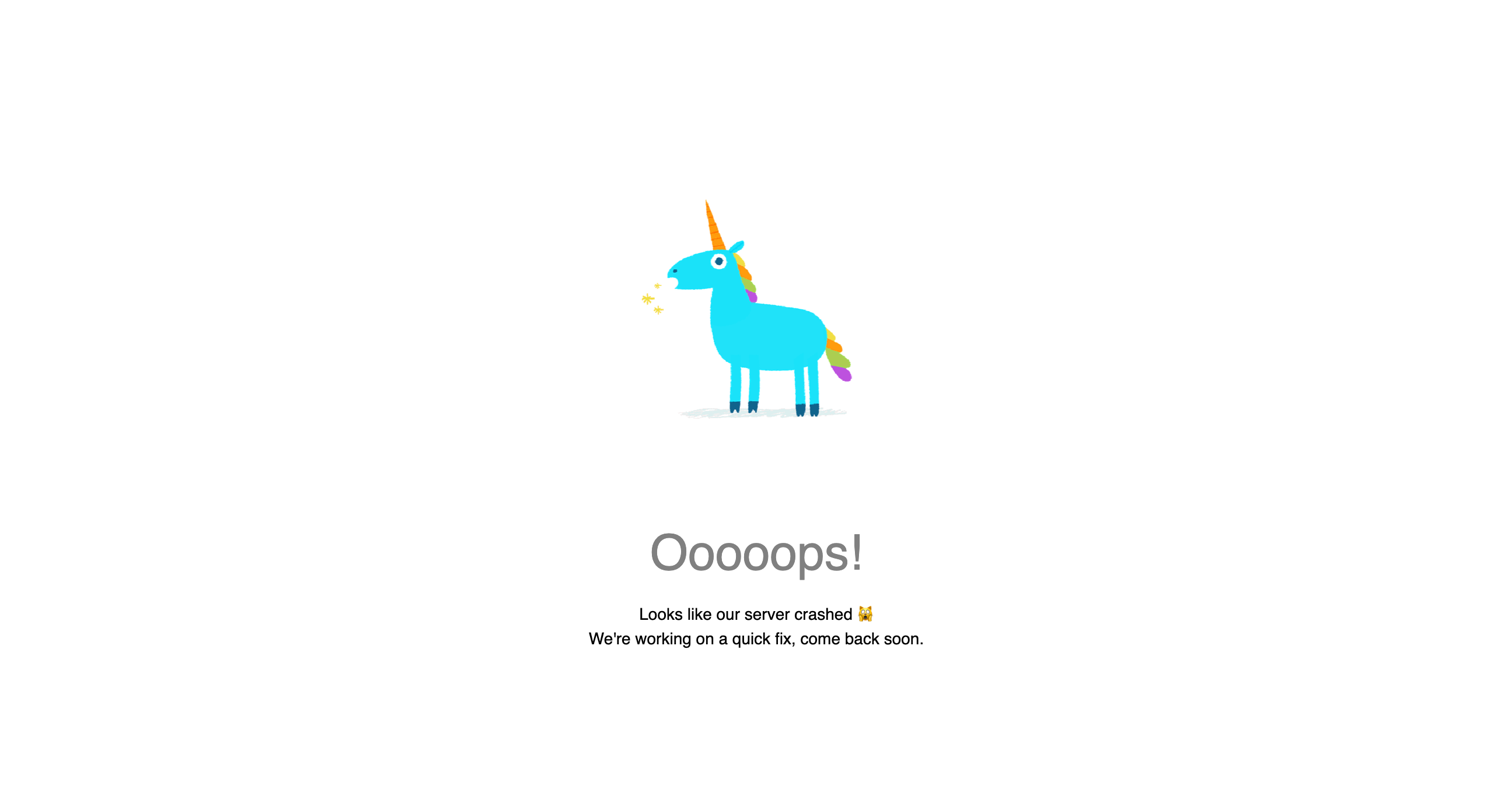 Ooooops!
Looks like our server crashed 🙀
We're working on a quick fix, come back soon.